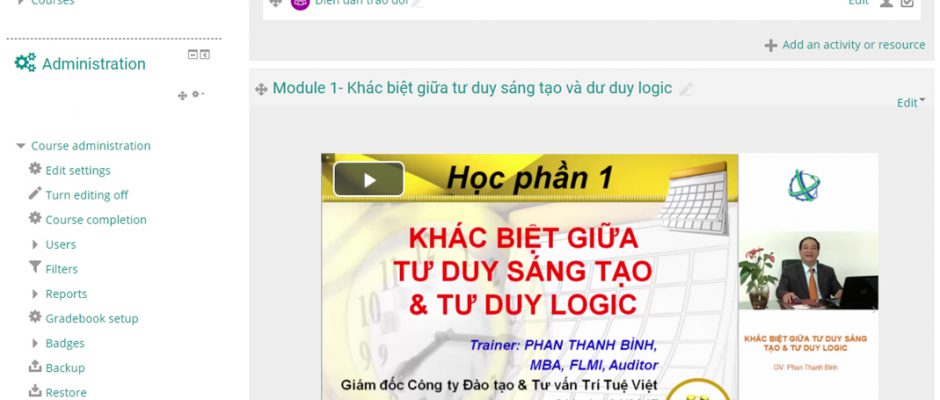 Courses
Diễn đàn trao đổi
Edit
Add an activity or resource
Administration
Module 1- Khác biệt giữa tư duy sáng tạo và dư duy logic
Edit
Course administration
Edit settings
Turn editing off
Course completion
Users
Filters
Reports
Gradebook setup
Badges
Backup
Restore
Học phần 1
KHÁC BIỆT GIỮA
TƯ DUY SÁNG TẠO
& TƯ DUY LOGIC
Trainer: PHAN THANH BÌNH,
MBA, FLMI, Auditor
Giám đốc Công ty Đào tạo & Tư vấn Trí Tuệ Việt
KHÁC BIỆT GIỮA TƯ DUY SÁNG
TẠO & TƯ DUY LOGIC
GV: Phan Thanh Bình